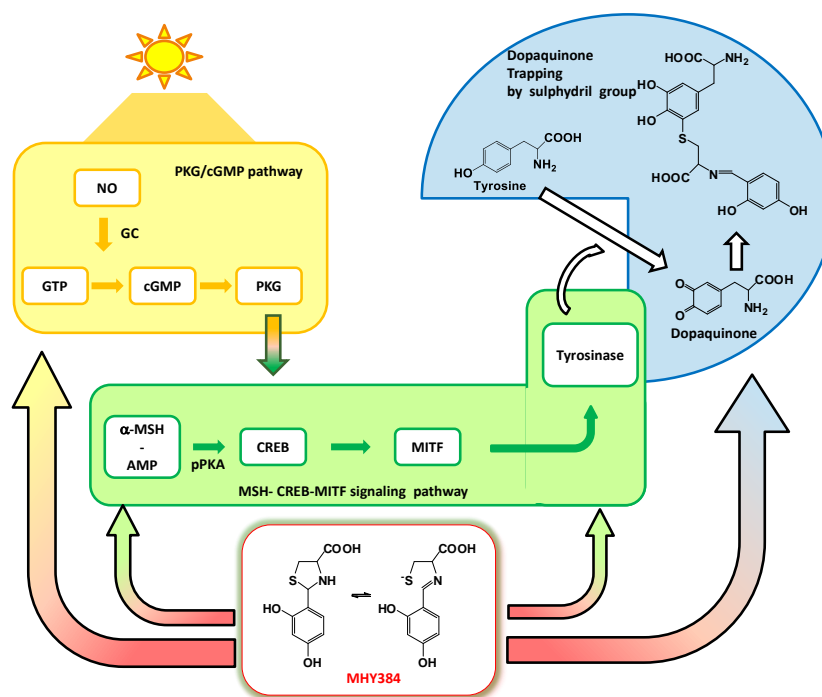 PKG/cGMP pathway
NO
GC
GTP
cGMP
PKG
Dopaquinone
Trapping
by sulphydril group
HOOC
NH₂
HO
HO
S
HOOC
N
HO
OH
COOH
NH₂
HO
Tyrosine
O
O
COOH
NH₂
Dopaquinone
Tyrosinase
α-MSH
-
AMP
pPKA
CREB
MITF
MSH- CREB-MITF signaling pathway
COOH
S
NH
HO
OH
⇌
COOH
⁻S
N
HO
OH
MHY384